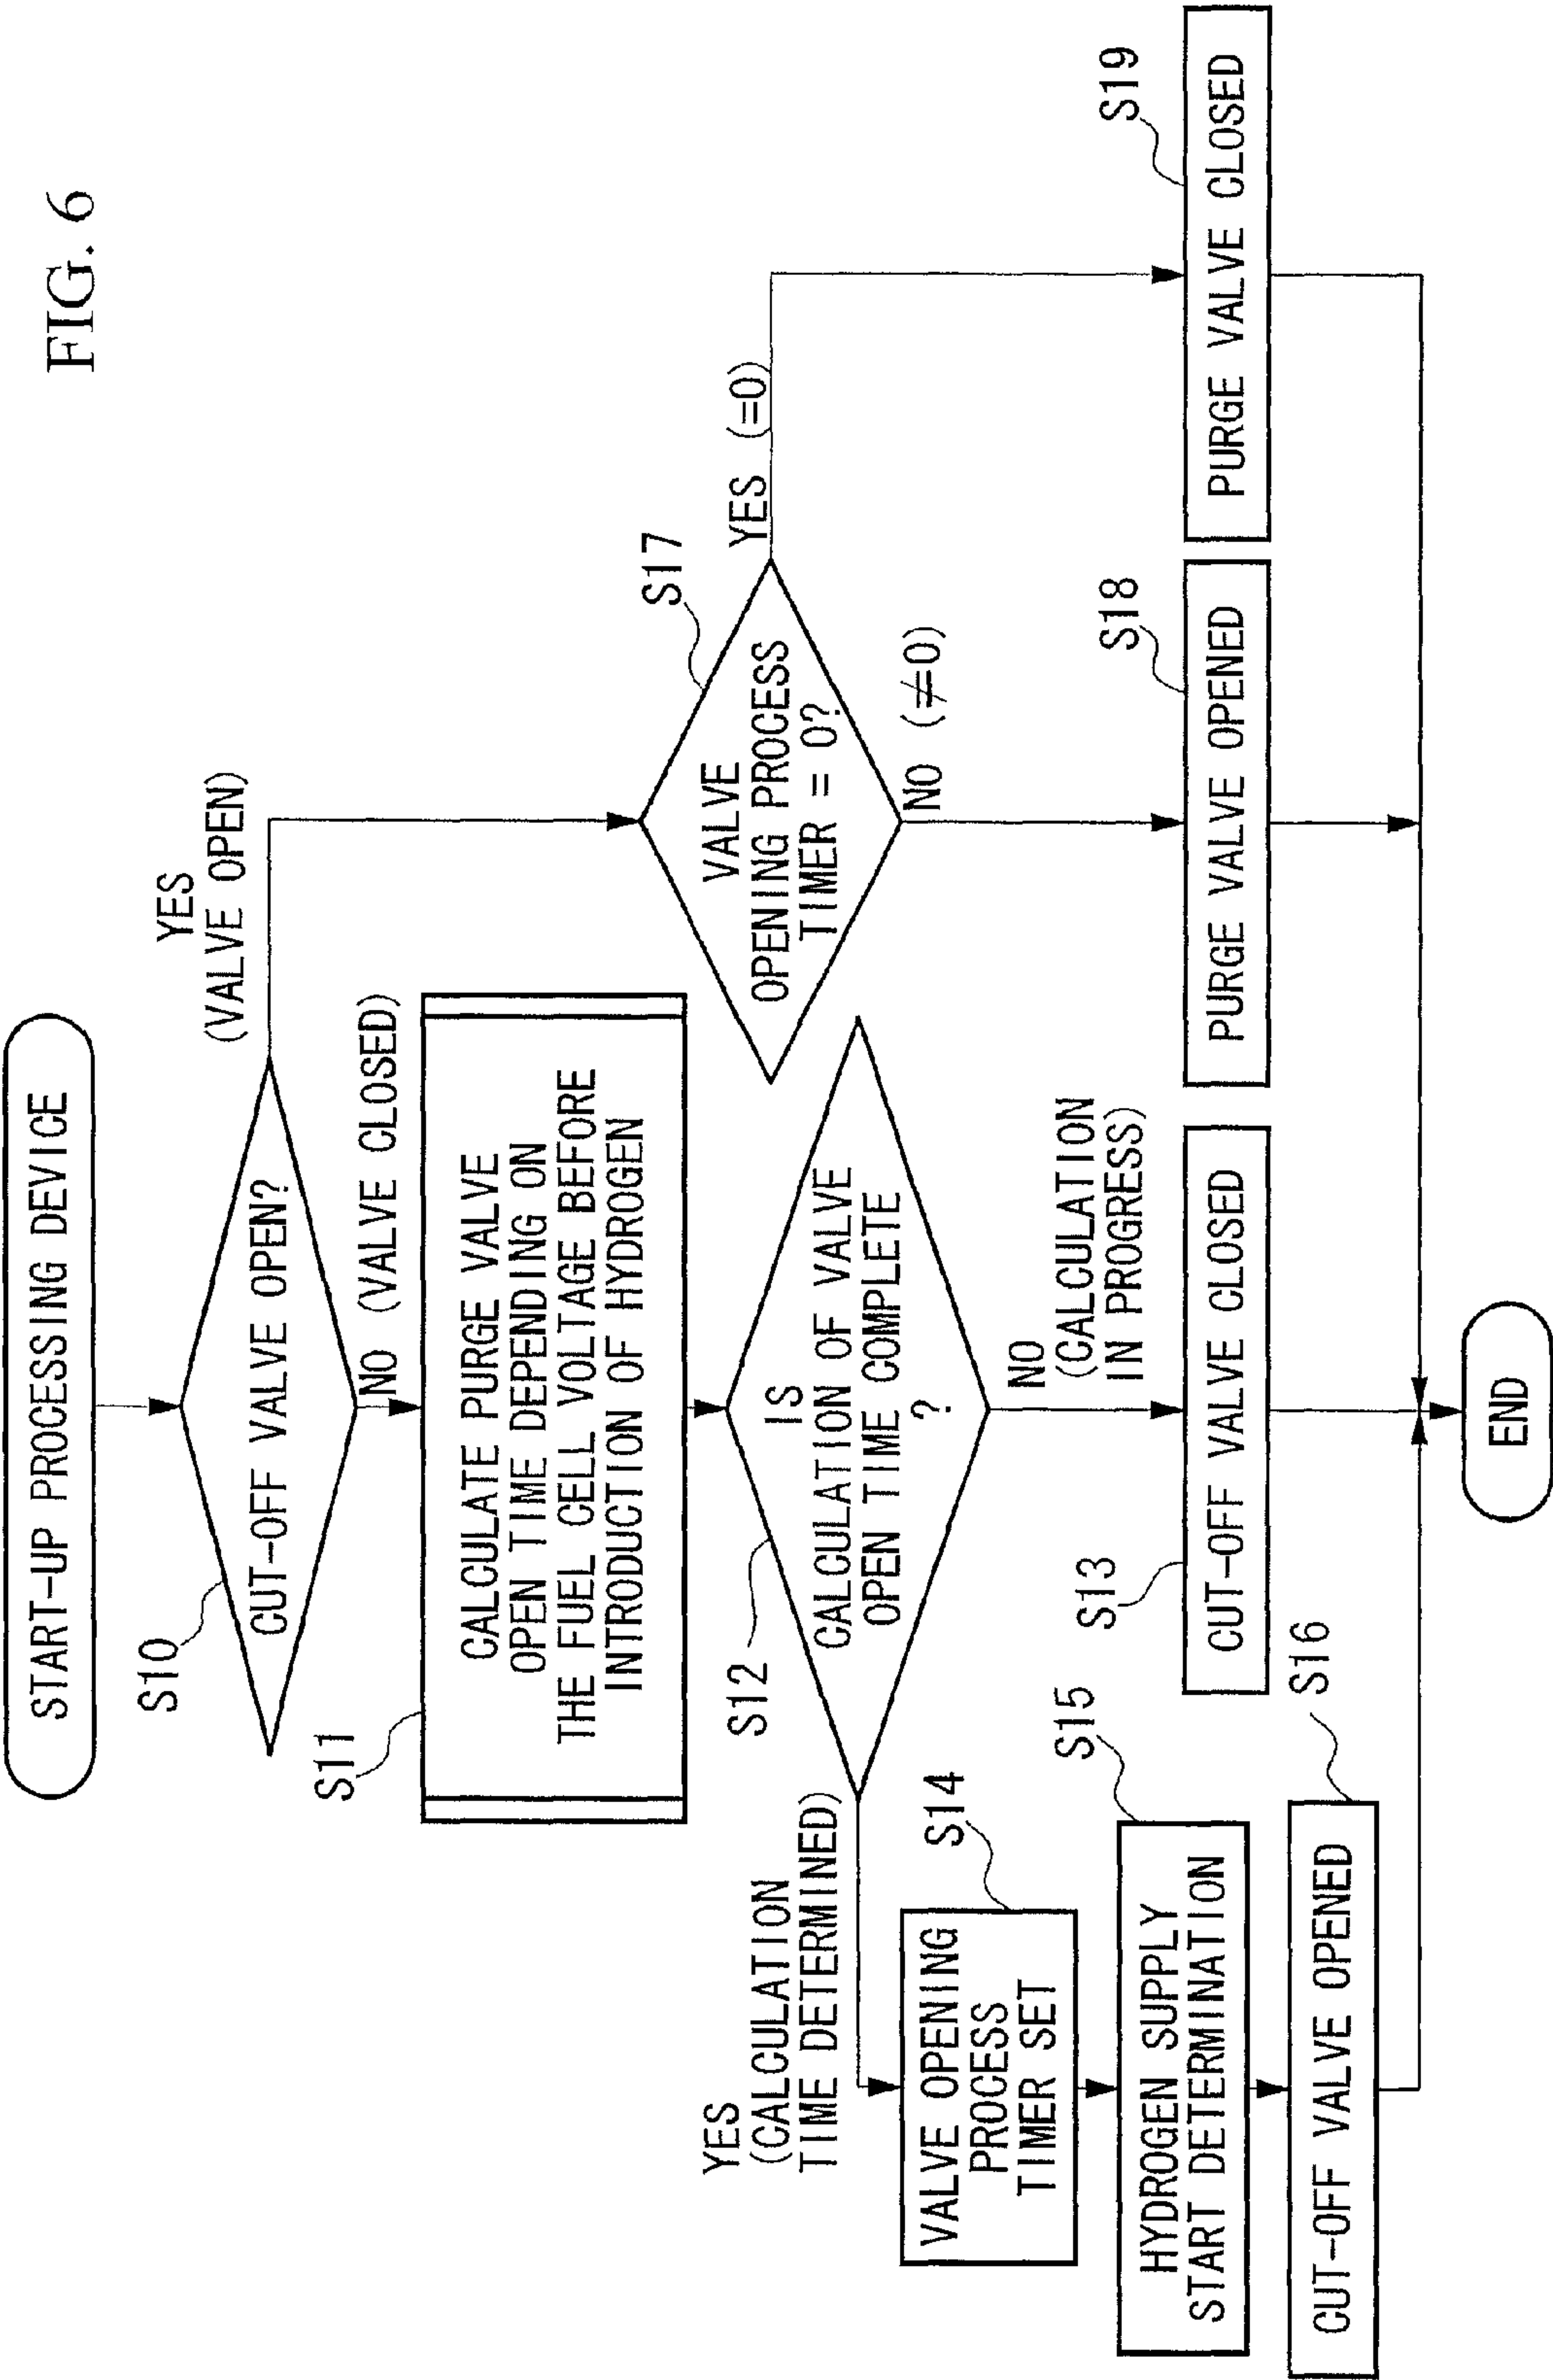 FIG. 6
START-UP PROCESSING DEVICE
S10
CUT-OFF VALVE OPEN?
YES
(VALVE OPEN)
NO (VALVE CLOSED)
S11
CALCULATE PURGE VALVE
OPEN TIME DEPENDING ON
THE FUEL CELL VOLTAGE BEFORE
INTRODUCTION OF HYDROGEN
S12
IS
CALCULATION OF VALVE
OPEN TIME COMPLETE
?
YES
(CALCULATION
TIME DETERMINED)
NO
(CALCULATION
IN PROGRESS)
S13
CUT-OFF VALVE CLOSED
S14
VALVE OPENING
PROCESS
TIMER SET
S15
HYDROGEN SUPPLY
START DETERMINATION
S16
CUT-OFF VALVE OPENED
S17
VALVE
OPENING PROCESS
TIMER = 0?
YES (=0)
NO (≠0)
S18
PURGE VALVE OPENED
S19
PURGE VALVE CLOSED
END